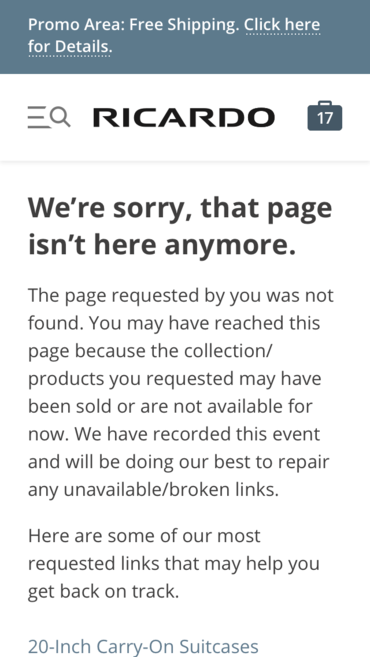 Promo Area: Free Shipping. Click here
for Details.
RICARDO
17
We’re sorry, that page
isn’t here anymore.
The page requested by you was not
found. You may have reached this
page because the collection/
products you requested may have
been sold or are not available for
now. We have recorded this event
and will be doing our best to repair
any unavailable/broken links.
Here are some of our most
requested links that may help you
get back on track.
20-Inch Carry-On Suitcases